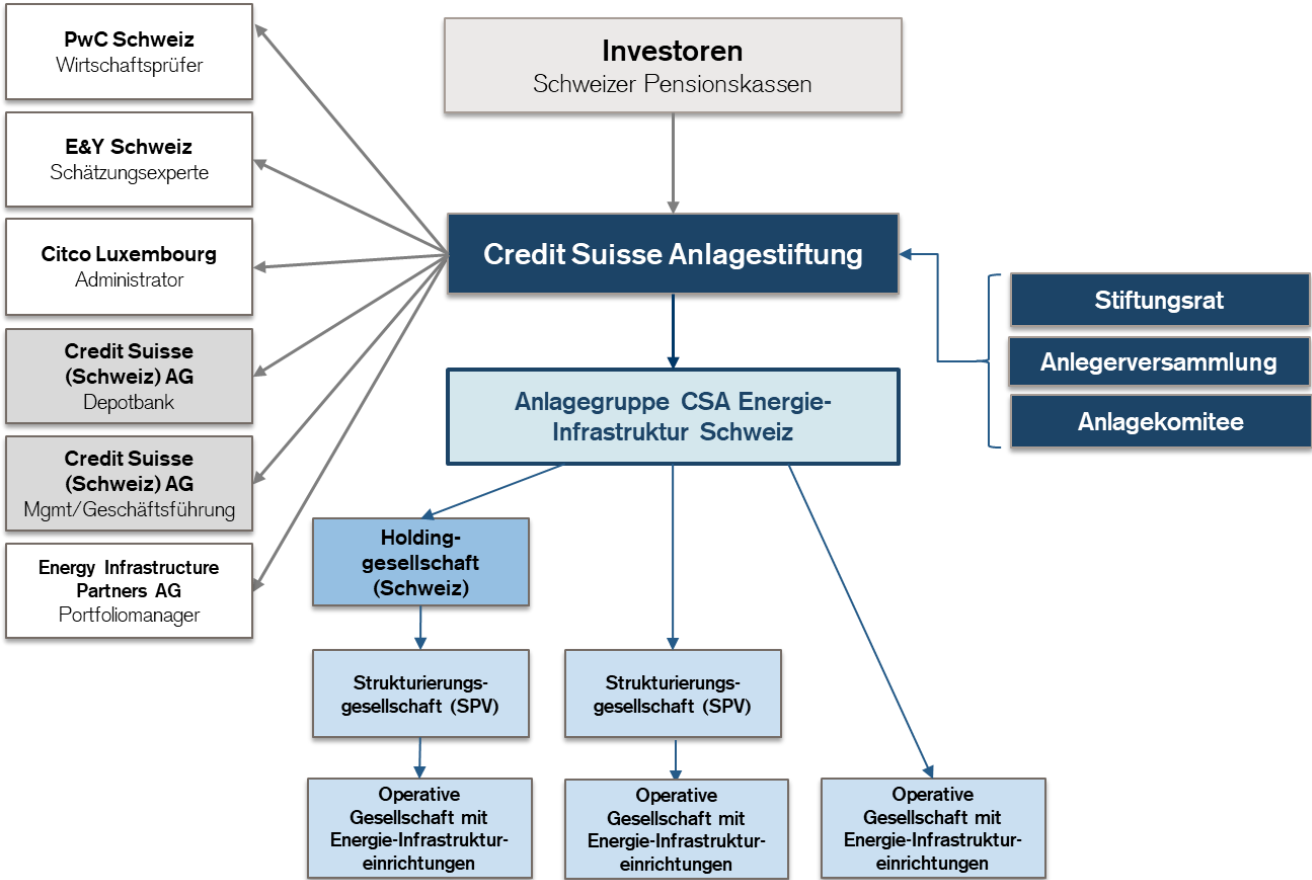 PwC Schweiz
Wirtschaftsprüfer
E&Y Schweiz
Schätzungsexperte
Citco Luxembourg
Administrator
Credit Suisse
(Schweiz) AG
Depotbank
Credit Suisse
(Schweiz) AG
Mgmt/Geschäftsführung
Energy Infrastructure
Partners AG
Portfoliomanager
Investoren
Schweizer Pensionskassen
Credit Suisse Anlagestiftung
Stiftungsrat
Anlegerversammlung
Anlagekomitee
Anlagegruppe CSA Energie-
Infrastruktur Schweiz
Holding-
gesellschaft
(Schweiz)
Strukturierungs-
gesellschaft (SPV)
Strukturierungs-
gesellschaft (SPV)
Operative
Gesellschaft mit
Energie-Infrastruktur-
einrichtungen
Operative
Gesellschaft mit
Energie-Infrastruktur-
einrichtungen
Operative
Gesellschaft mit
Energie-Infrastruktur-
einrichtungen